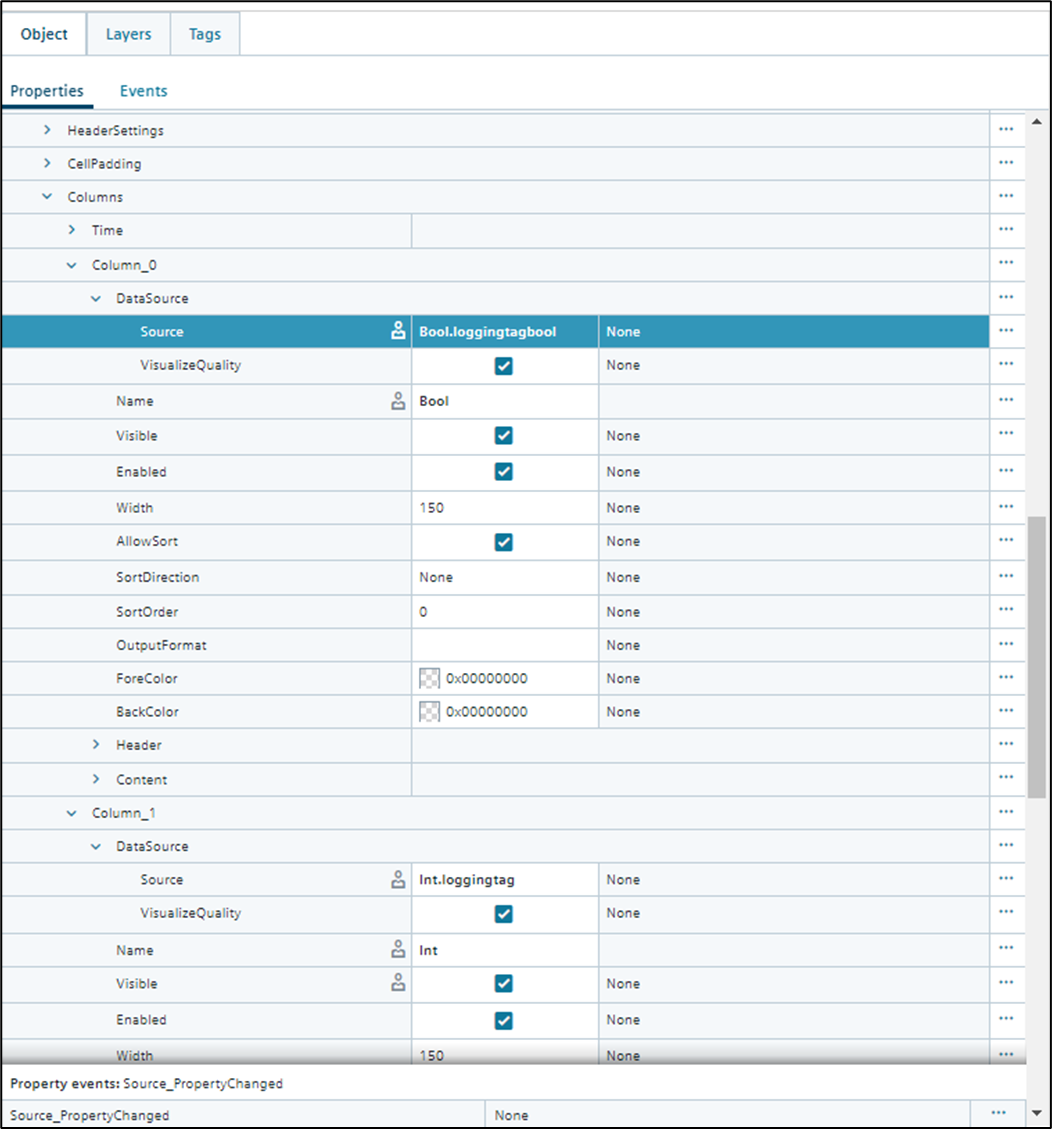 Object Layers Tags
Properties Events
HeaderSettings ...
CellPadding ...
Columns ...
Time ...
Column_0 ...
DataSource ...
Source Bool.loggingtagbool None ...
VisualizeQuality None ...
Name Bool ...
Visible None ...
Enabled None ...
Width 150 None ...
AllowSort None ...
SortDirection None None ...
SortOrder 0 None ...
OutputFormat None ...
ForeColor 0x00000000 None ...
BackColor 0x00000000 None ...
Header ...
Content ...
Column_1 ...
DataSource ...
Source Int.loggingtag None ...
VisualizeQuality None ...
Name Int ...
Visible None ...
Enabled None ...
Width 150 None ...
Property events: Source_PropertyChanged
Source_PropertyChanged None ...